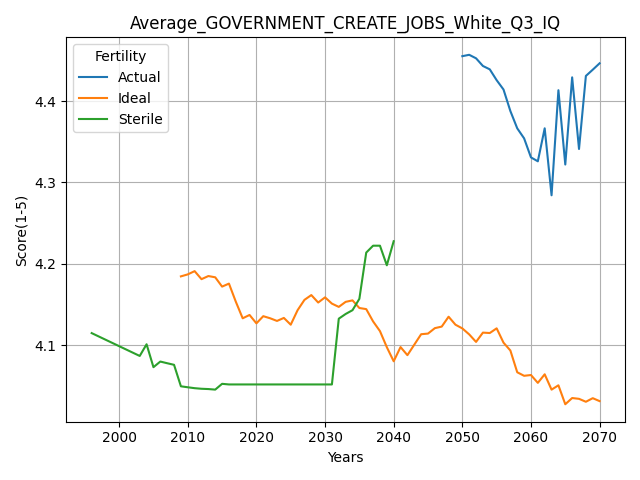 Average_GOVERNMENT_CREATE_JOBS_White_Q3_IQ
Fertility
Actual
Ideal
Sterile
Score(1-5)
4.4
4.3
4.2
4.1
2000 2010 2020 2030 2040 2050 2060 2070
Years